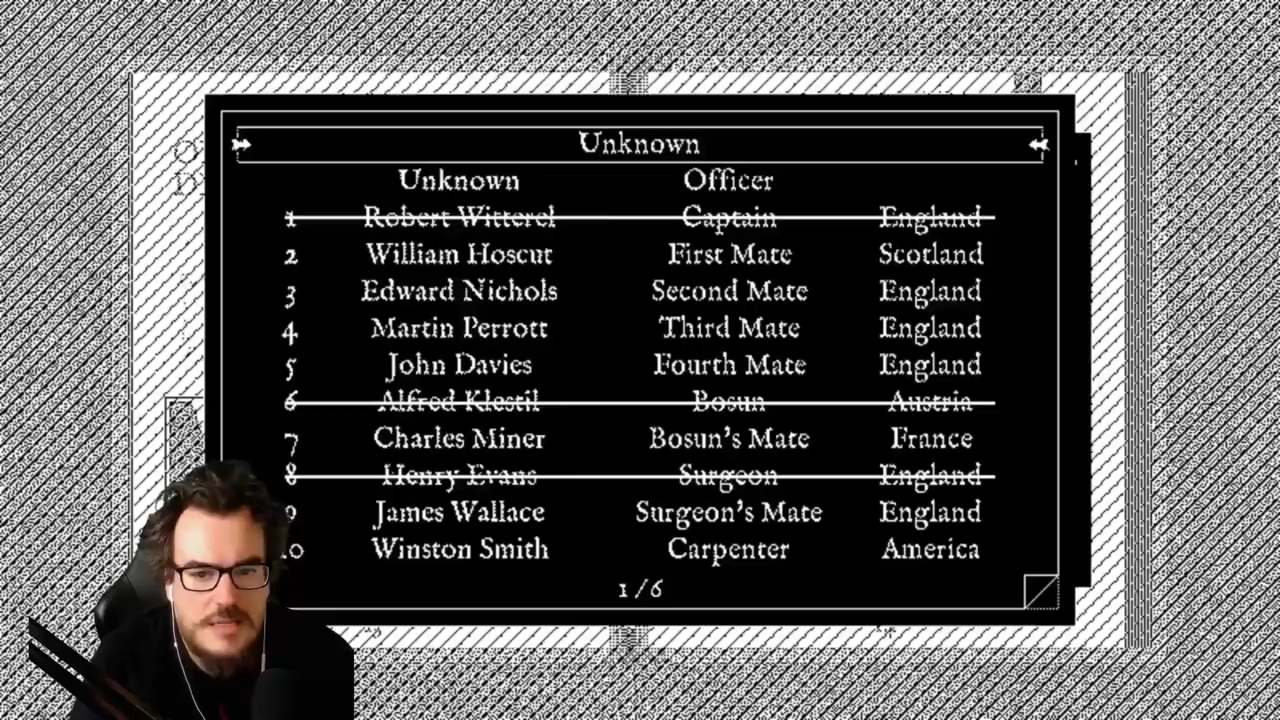 Unknown
Unknown Officer
1 Robert Witterel Captain England
2 William Hoscut First Mate Scotland
3 Edward Nichols Second Mate England
4 Martin Perrott Third Mate England
5 John Davies Fourth Mate England
6 Alfred Klestil Bosun Austria
7 Charles Miner Bosun's Mate France
8 Henry Evans Surgeon England
9 James Wallace Surgeon's Mate England
10 Winston Smith Carpenter America
1/6